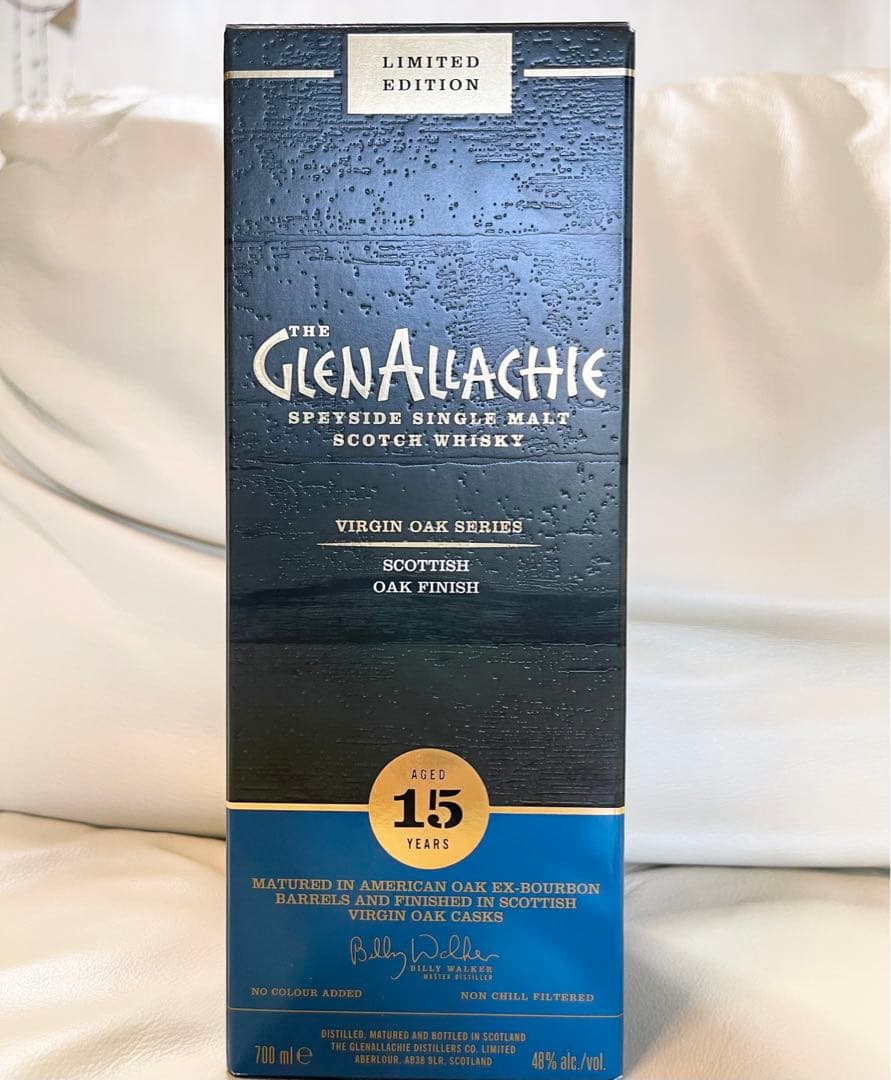 LIMITED
EDITION
THE
GLENALLACHIE
SPEYSIDE SINGLE MALT
SCOTCH WHISKY
VIRGIN OAK SERIES
SCOTTISH
OAK FINISH
AGED
15
YEARS
MATURED IN AMERICAN OAK EX-BOURBON
BARRELS AND FINISHED IN SCOTTISH
VIRGIN OAK CASKS
Billy Walker
BILLY WALKER
MASTER DISTILLER
NO COLOUR ADDED
NON CHILL FILTERED
DISTILLED, MATURED AND BOTTLED IN SCOTLAND
THE GLENALLACHIE DISTILLERS CO. LIMITED
ABERLOUR, AB38 9LR, SCOTLAND
700 ml ℮
48% alc./vol.